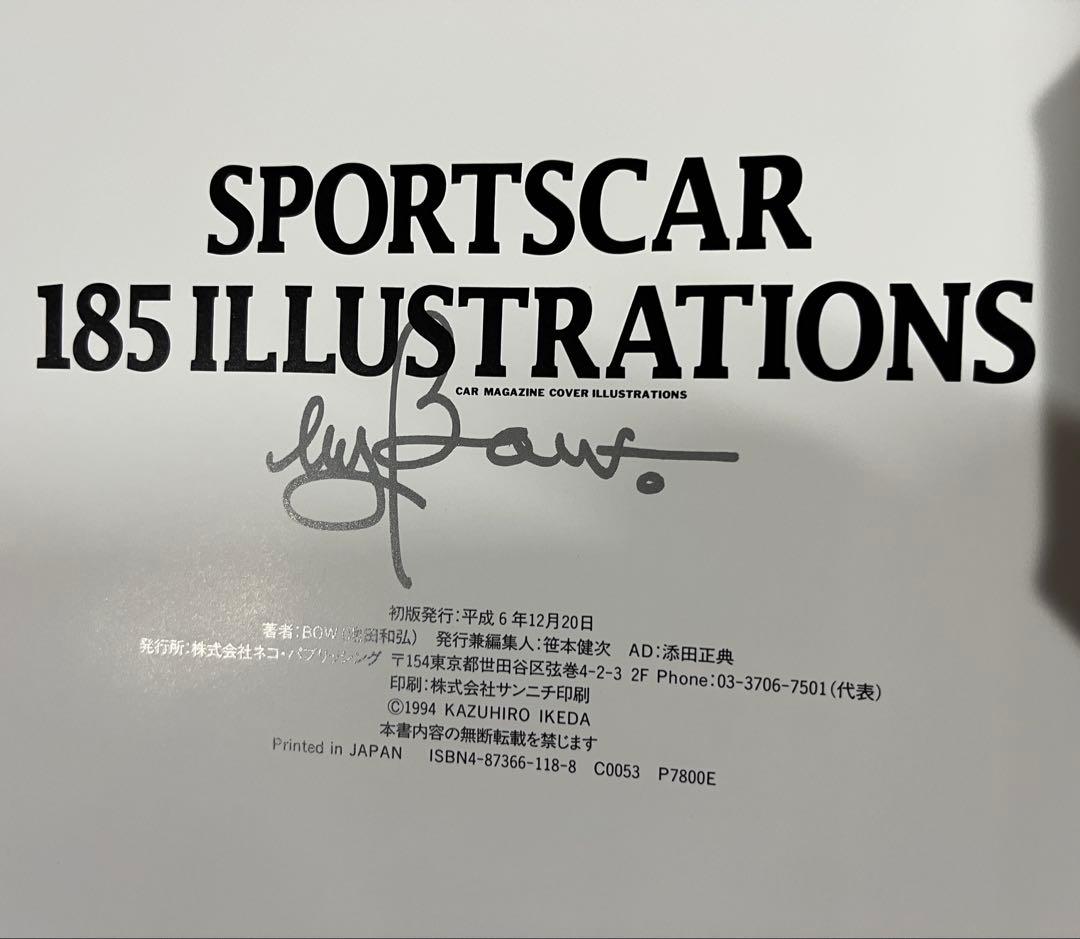 SPORTSCAR
185 ILLUSTRATIONS
CAR MAGAZINE COVER ILLUSTRATIONS
by Bow.
初版発行:平成6年12月20日
著者:BOW(池田和弘) 発行兼編集人:笹本健次 AD:添田正典
発行所:株式会社ネコ・パブリッシング 〒154東京都世田谷区弦巻4-2-3 2F Phone:03-3706-7501(代表)
印刷:株式会社サンニチ印刷
©1994 KAZUHIRO IKEDA
本書内容の無断転載を禁じます
Printed in JAPAN ISBN4-87366-118-8 C0053 P7800E